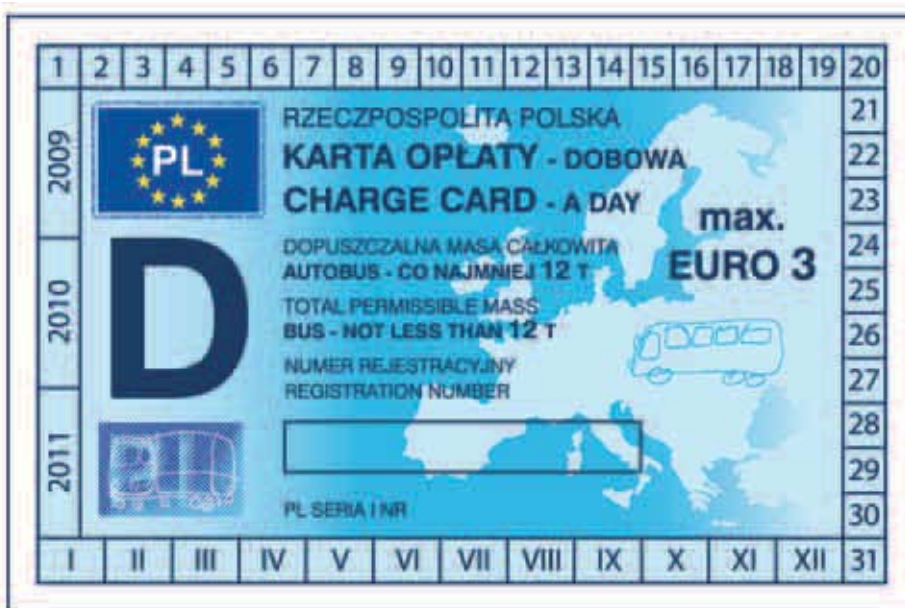 1 2 3 4 5 6 7 8 9 10 11 12 13 14 15 16 17 18 19 20
21
22
23
24
25
26
27
28
29
30
31
2009
2010
2011
PL
RZECZPOSPOLITA POLSKA
KARTA OPŁATY - DOBOWA
CHARGE CARD - A DAY
max.
EURO 3
D
DOPUSZCZALNA MASA CAŁKOWITA
AUTOBUS - CO NAJMNIEJ 12 T
TOTAL PERMISSIBLE MASS
BUS - NOT LESS THAN 12 T
NUMER REJESTRACYJNY
REGISTRATION NUMBER
PL SERIA I NR
I II III IV V VI VII VIII IX X XI XII